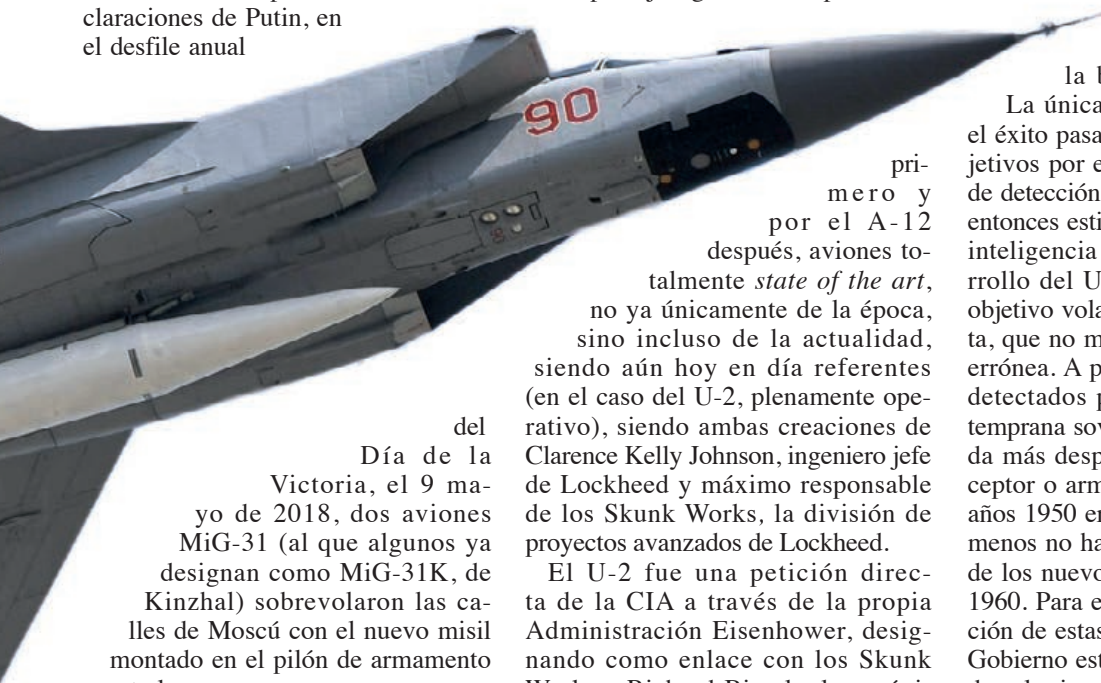 claraciones de Putin, en
el desfile anual
90
del
Día de la
Victoria, el 9 ma-
yo de 2018, dos aviones
MiG-31 (al que algunos ya
designan como MiG-31K, de
Kinzhal) sobrevolaron las ca-
lles de Moscú con el nuevo misil
montado en el pilón de armamento
pri-
mero y
por el A-12
después, aviones to-
talmente state of the art,
no ya únicamente de la época,
sino incluso de la actualidad,
siendo aún hoy en día referentes
(en el caso del U-2, plenamente ope-
rativo), siendo ambas creaciones de
Clarence Kelly Johnson, ingeniero jefe
de Lockheed y máximo responsable
de los Skunk Works, la división de
proyectos avanzados de Lockheed.
El U-2 fue una petición direc-
ta de la CIA a través de la propia
Administración Eisenhower, desig-
nando como enlace con los Skunk
la
La única
el éxito pasa
jetivos por e
de detección
entonces esti
inteligencia
rrollo del U
objetivo vola
ta, que no m
errónea. A p
detectados p
temprana sov
da más desp
ceptor o arm
años 1950 en
menos no ha
de los nuevo
1960. Para e
ción de estas
Gobierno est